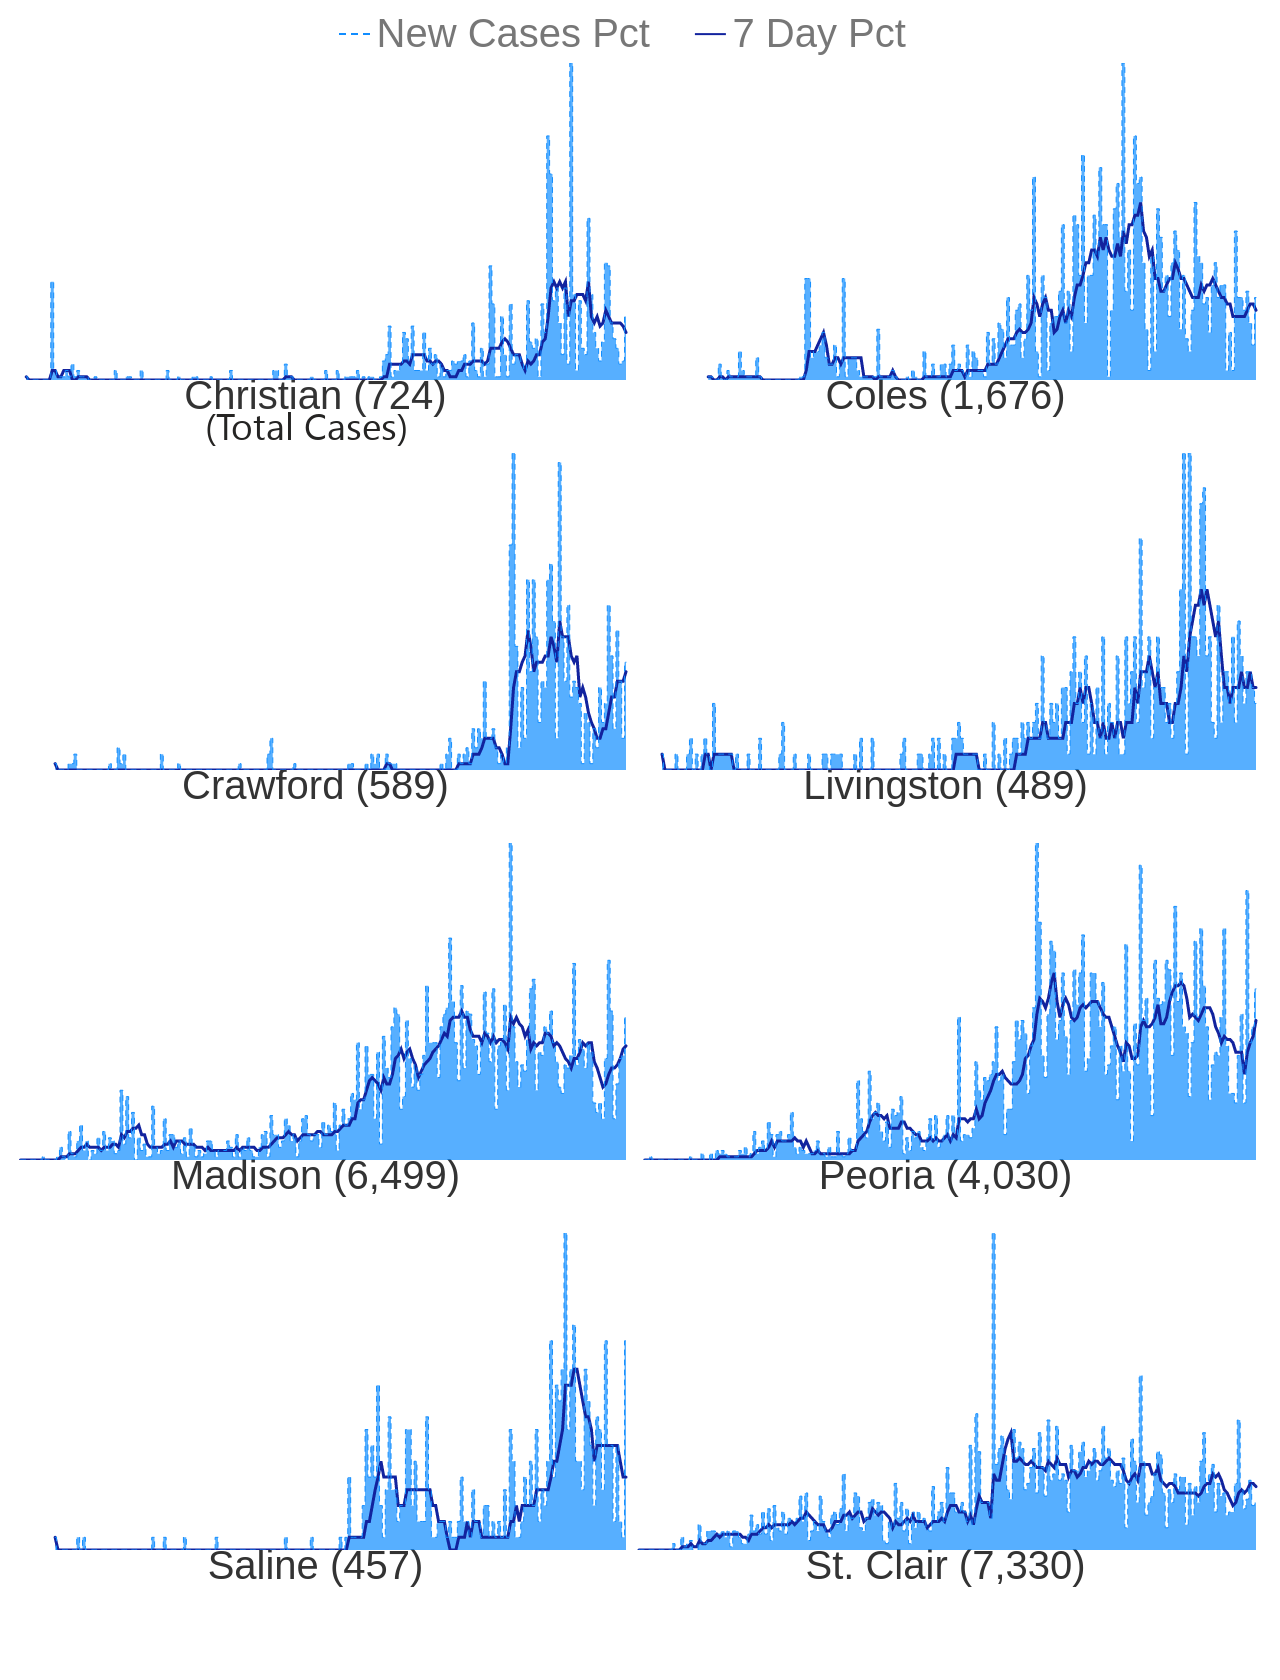 New Cases Pct 7 Day Pct
Christian (724) Coles (1,676)
(Total Cases)
Crawford (589) Livingston (489)
Madison (6,499) Peoria (4,030)
Saline (457) St. Clair (7,330)